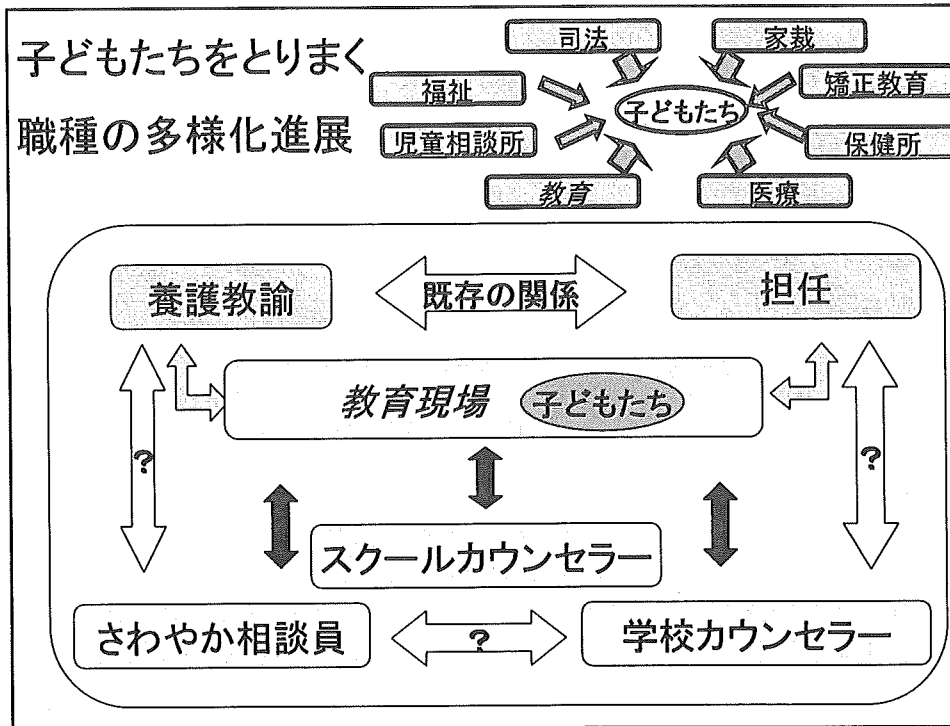 子どもたちをとりまく
職種の多様化進展
司法
家裁
福祉
子どもたち
矯正教育
児童相談所
保健所
教育
医療
養護教諭
既存の関係
担任
教育現場
子どもたち
?
?
スクールカウンセラー
さわやか相談員
?
学校カウンセラー